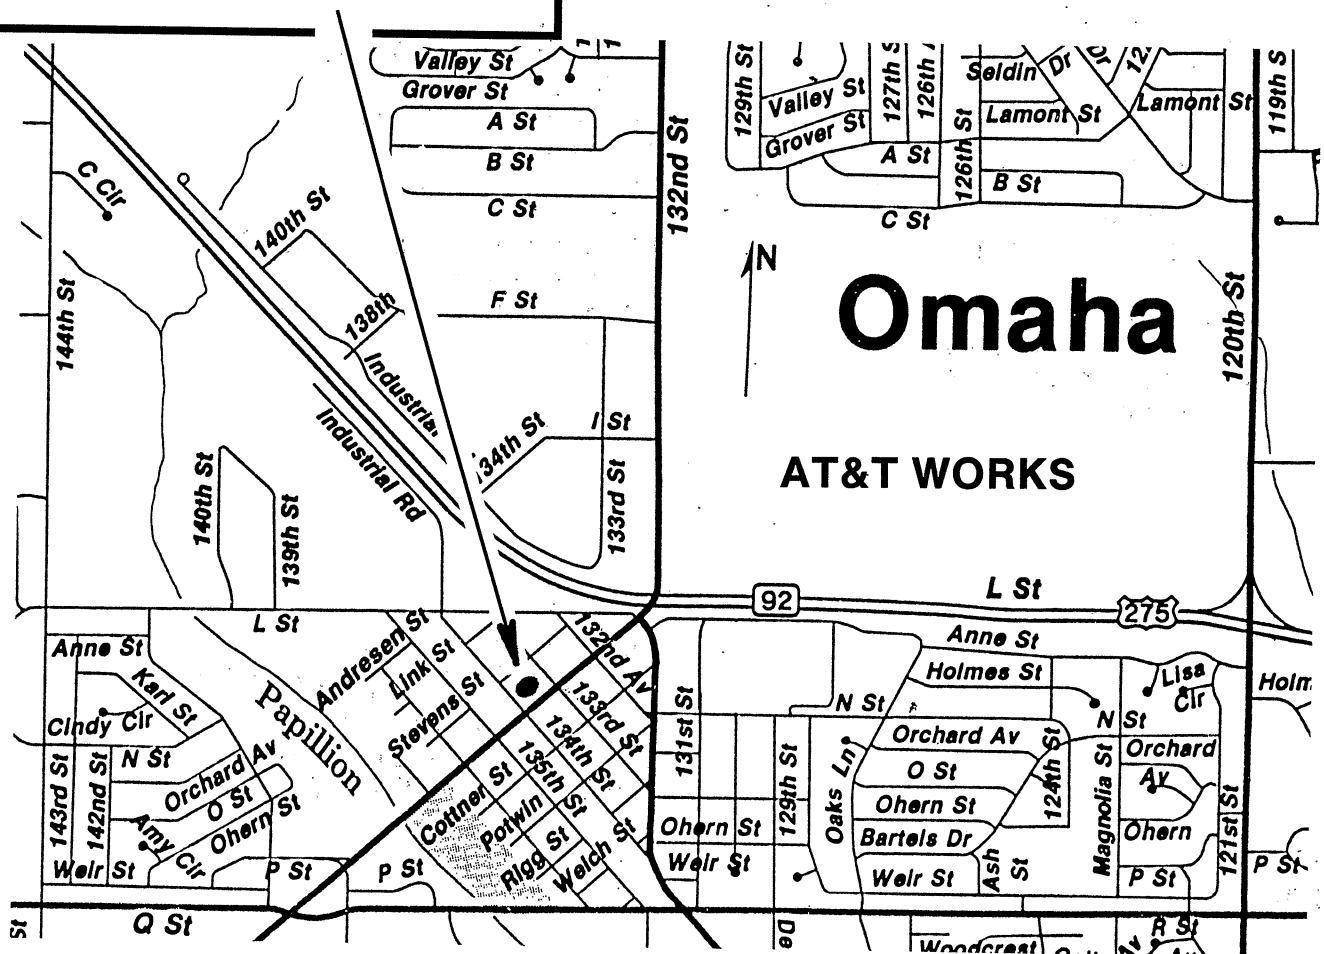 Valley St
Grover St
A St
B St
C St
132nd St
129th St
Valley St
Grover St
127th S
126th
A St
126th St
Seldin Dr
Dr
12
Lamont St
Lamont St
B St
C St
119th S
C Cir
140th St
138th
144th St
F St
N
Omaha
120th St
Industrial
Industrial Rd
34th St
I St
133rd St
AT&T WORKS
140th St
139th St
L St
92
L St
275
Anne St
Karl St
Cindy Cir
N St
Orchard Av
O St
Ohern St
Amy Cir
143rd St
142nd St
Weir St
P St
P St
Q St
St
Papillion
Andresen St
Link St
Stevens St
132nd Av
133rd St
134th St
135th St
Cottner St
Potwin
Rigg St
Welch St
131st St
129th St
N St
Ohern St
Weir St
Oaks Ln
Anne St
Holmes St
Orchard Av
O St
Ohern St
Bartels Dr
Weir St
Ash St
124th St
Magnolia St
N St
Lisa Cir
Orchard
Av
Ohern
P St
121st St
Holm
P St
R St
Woodcrest
Av
Av
De